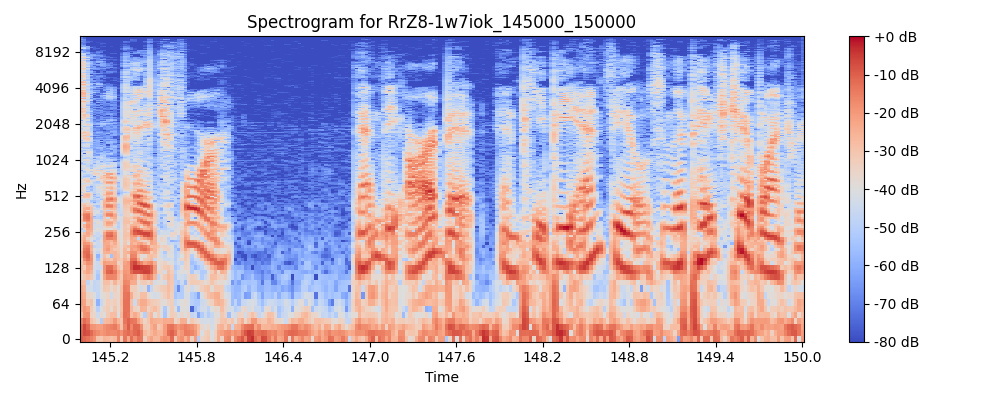 Spectrogram for RrZ8-1w7iok_145000_150000
8192
4096
2048
1024
512
256
128
64
0
Hz
145.2 145.8 146.4 147.0 147.6 148.2 148.8 149.4 150.0
Time
+0 dB
-10 dB
-20 dB
-30 dB
-40 dB
-50 dB
-60 dB
-70 dB
-80 dB